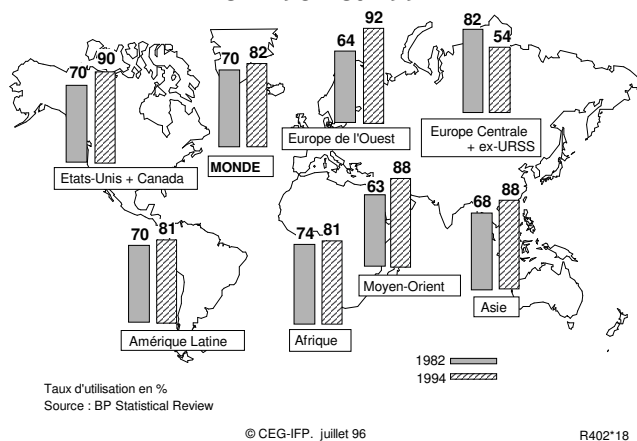 70 90
Etats-Unis + Canada
70 82
MONDE
64 92
Europe de l'Ouest
82 54
Europe Centrale
+ ex-URSS
70 81
Amérique Latine
74 81
Afrique
63 88
Moyen-Orient
68 88
Asie
1982
1994
Taux d'utilisation en %
Source : BP Statistical Review
© CEG-IFP. juillet 96
R402*18